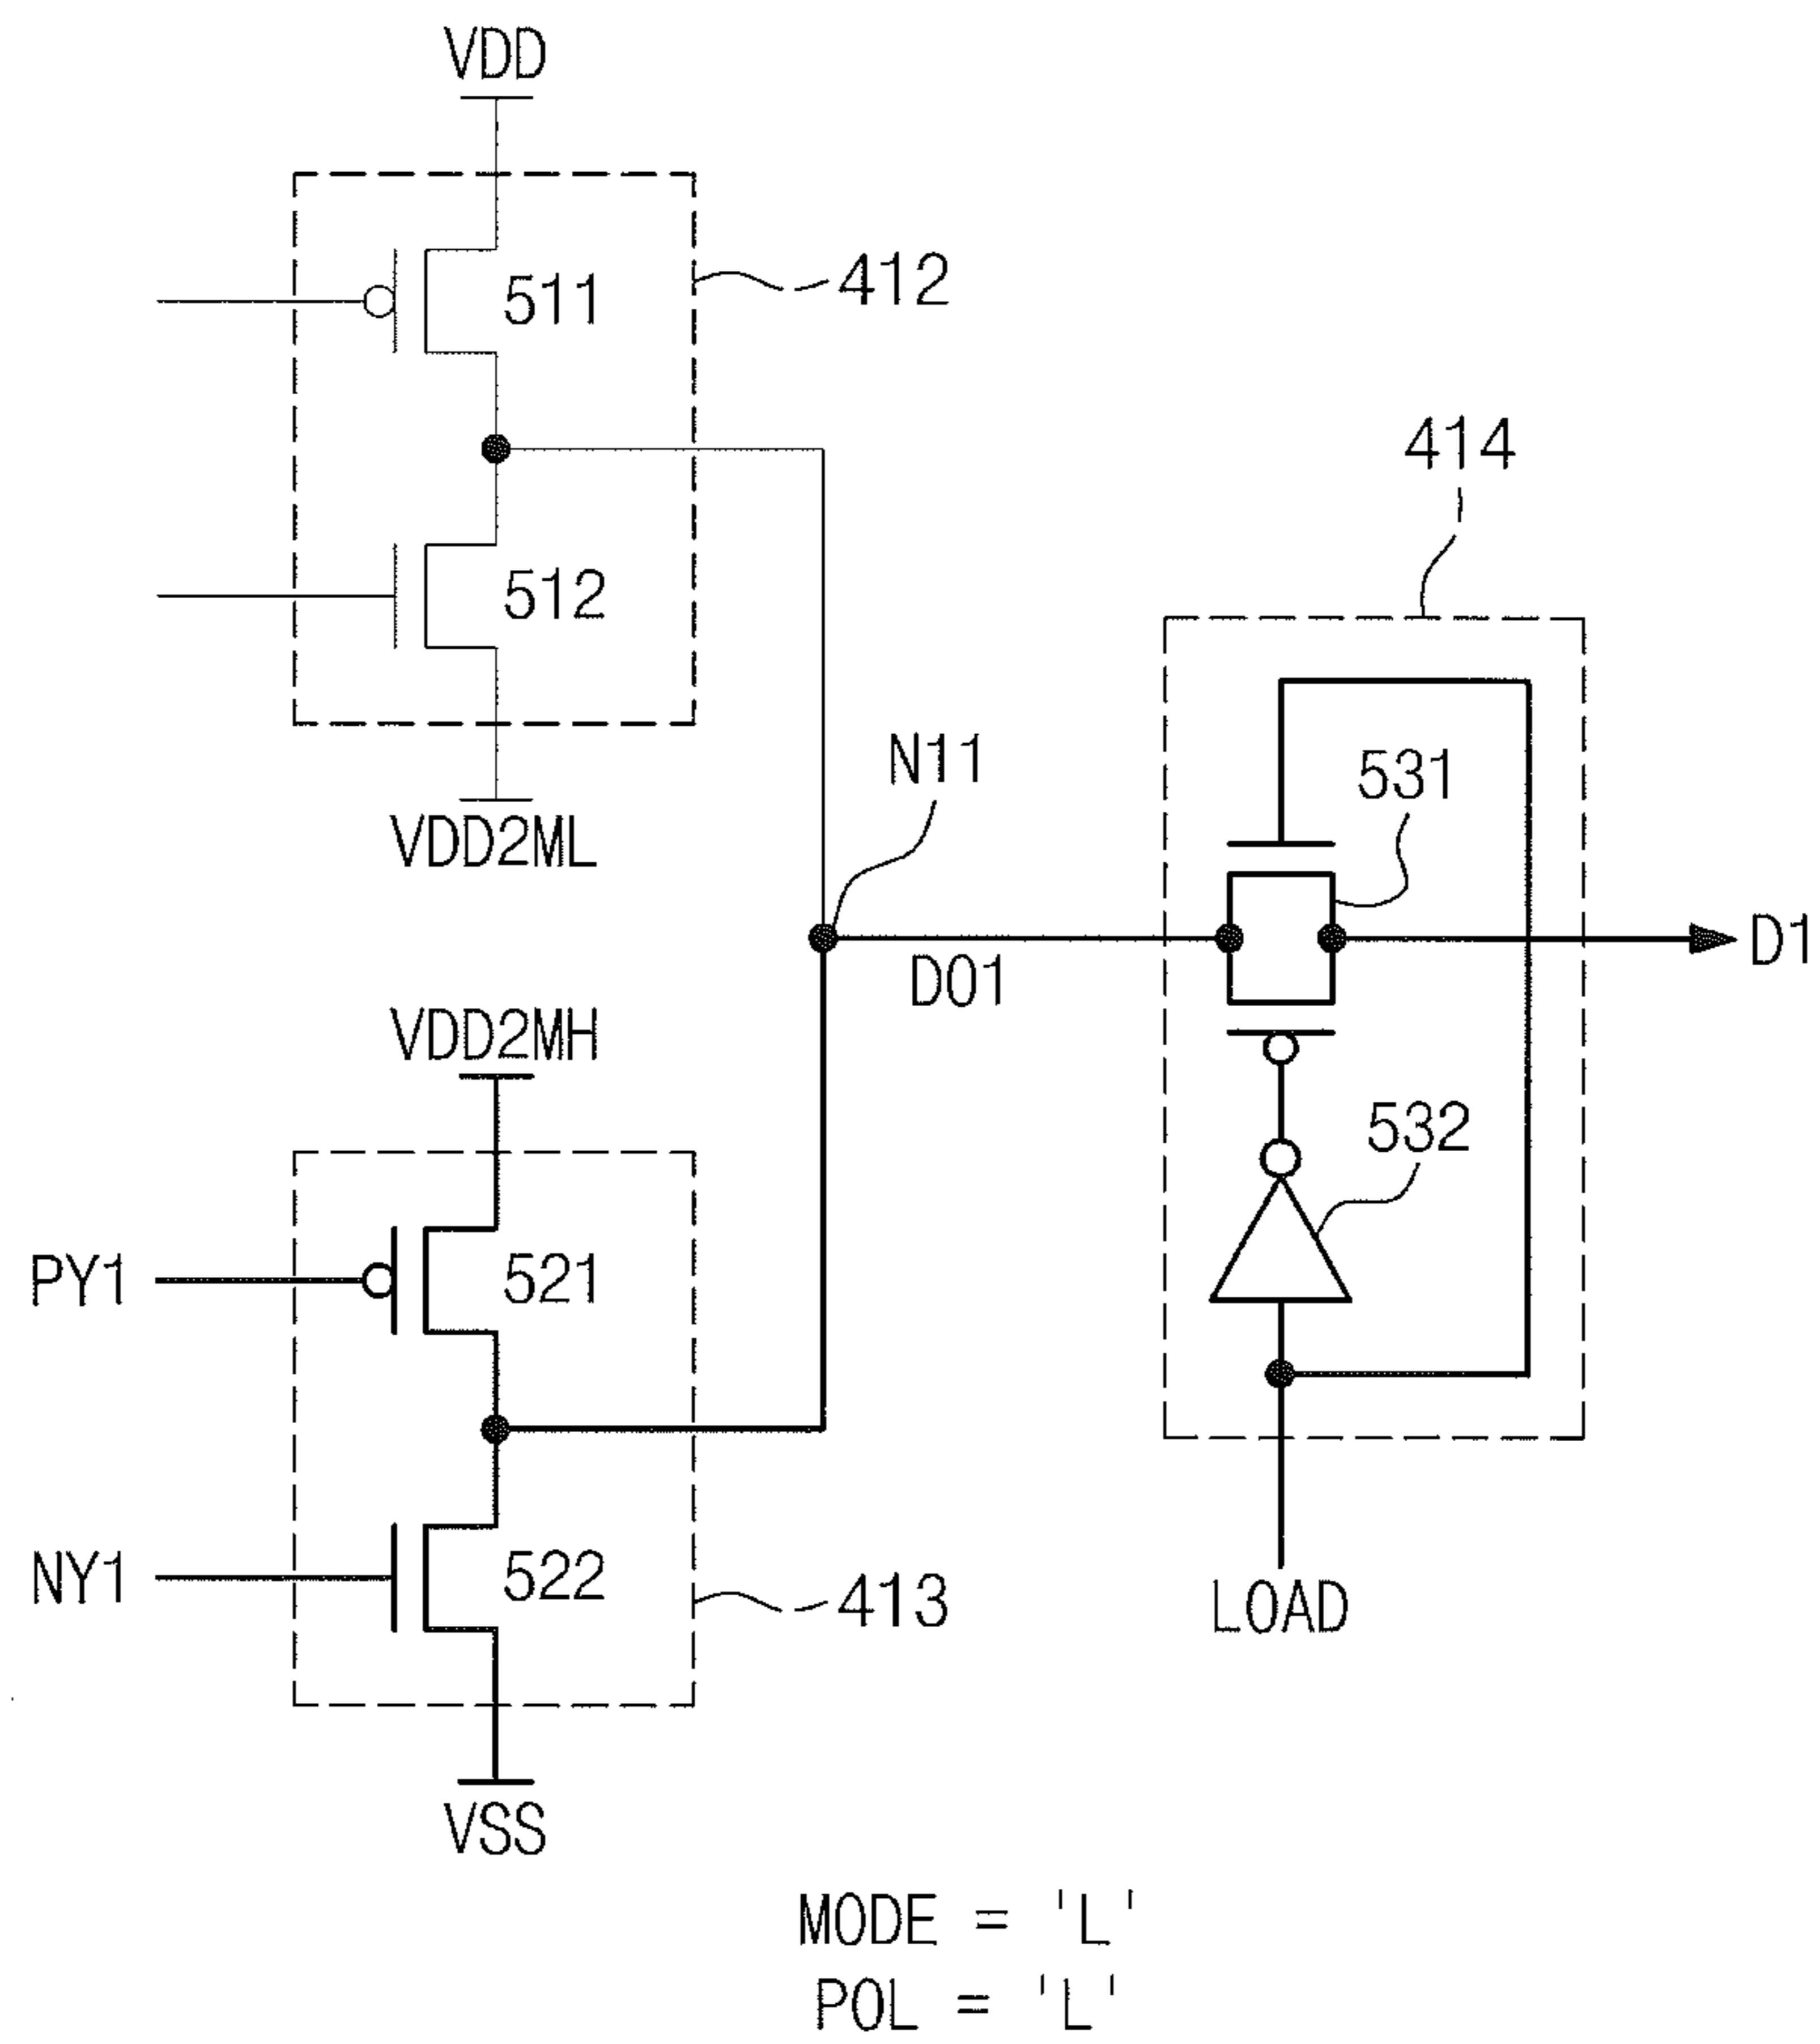 VDD
511
412
512
VDD2ML
414
N11
531
DO1
D1
VDD2MH
532
PY1
521
NY1
522
413
LOAD
VSS
MODE = 'L'
POL = 'L'